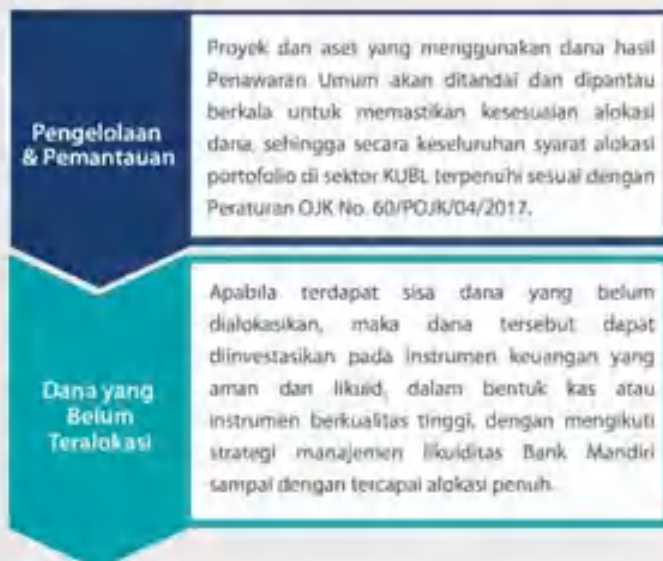 Pengelolaan
& Pemantauan
Proyek dan aset yang menggunakan dana hasil
Penawaran Umum akan ditandai dan dipantau
berkala untuk memastikan kesesuaian alokasi
dana, sehingga secara keseluruhan syarat alokasi
portofolio di sektor KUBL terpenuhi sesuai dengan
Peraturan OJK No. 60/POJK/04/2017.
Dana yang
Belum
Teralokasi
Apabila terdapat sisa dana yang belum
dialokasikan, maka dana tersebut dapat
diinvestasikan pada instrumen keuangan yang
aman dan likuid, dalam bentuk kas atau
instrumen berkualitas tinggi, dengan mengikuti
strategi manajemen likuiditas Bank Mandiri
sampai dengan tercapai alokasi penuh.